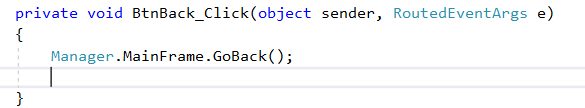 private void BtnBack_Click(object sender, RoutedEventArgs e)
{
    Manager.MainFrame.GoBack();
}